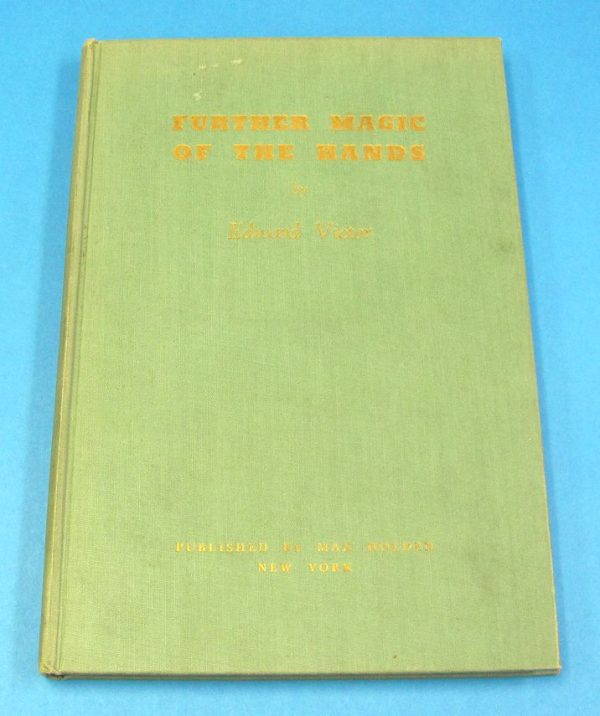 FURTHER MAGIC
OF THE HANDS
by
Edward Victor
PUBLISHED BY MAX HOLDEN
NEW YORK